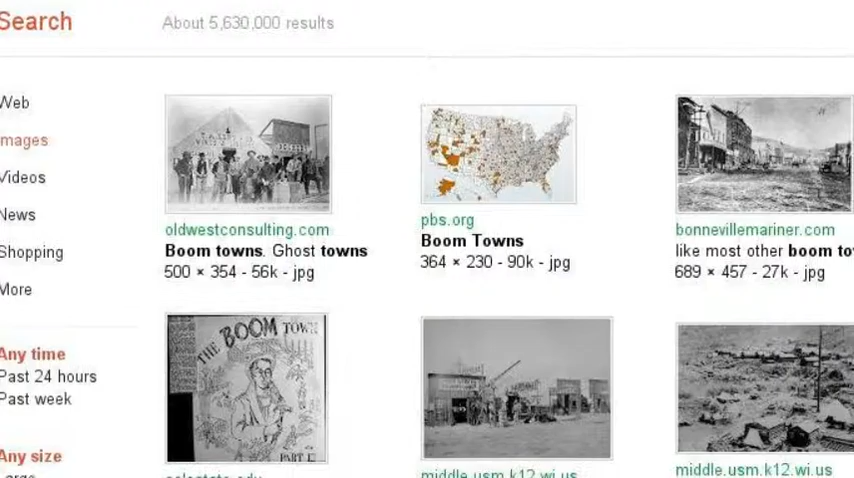 Search
About 5,630,000 results
Web
mages
Videos
News
Shopping
More
Any time
Past 24 hours
Past week
Any size
oldwestconsulting.com
Boom towns. Ghost towns
500 × 354 - 56k - jpg
pbs.org
Boom Towns
364 × 230 - 90k - jpg
bonnevillemariner.com
like most other boom to
689 × 457 - 27k - jpg
THE BOOM TOWN
PART I
middle.usm.k12.wi.us
middle.usm.k12.wi.us